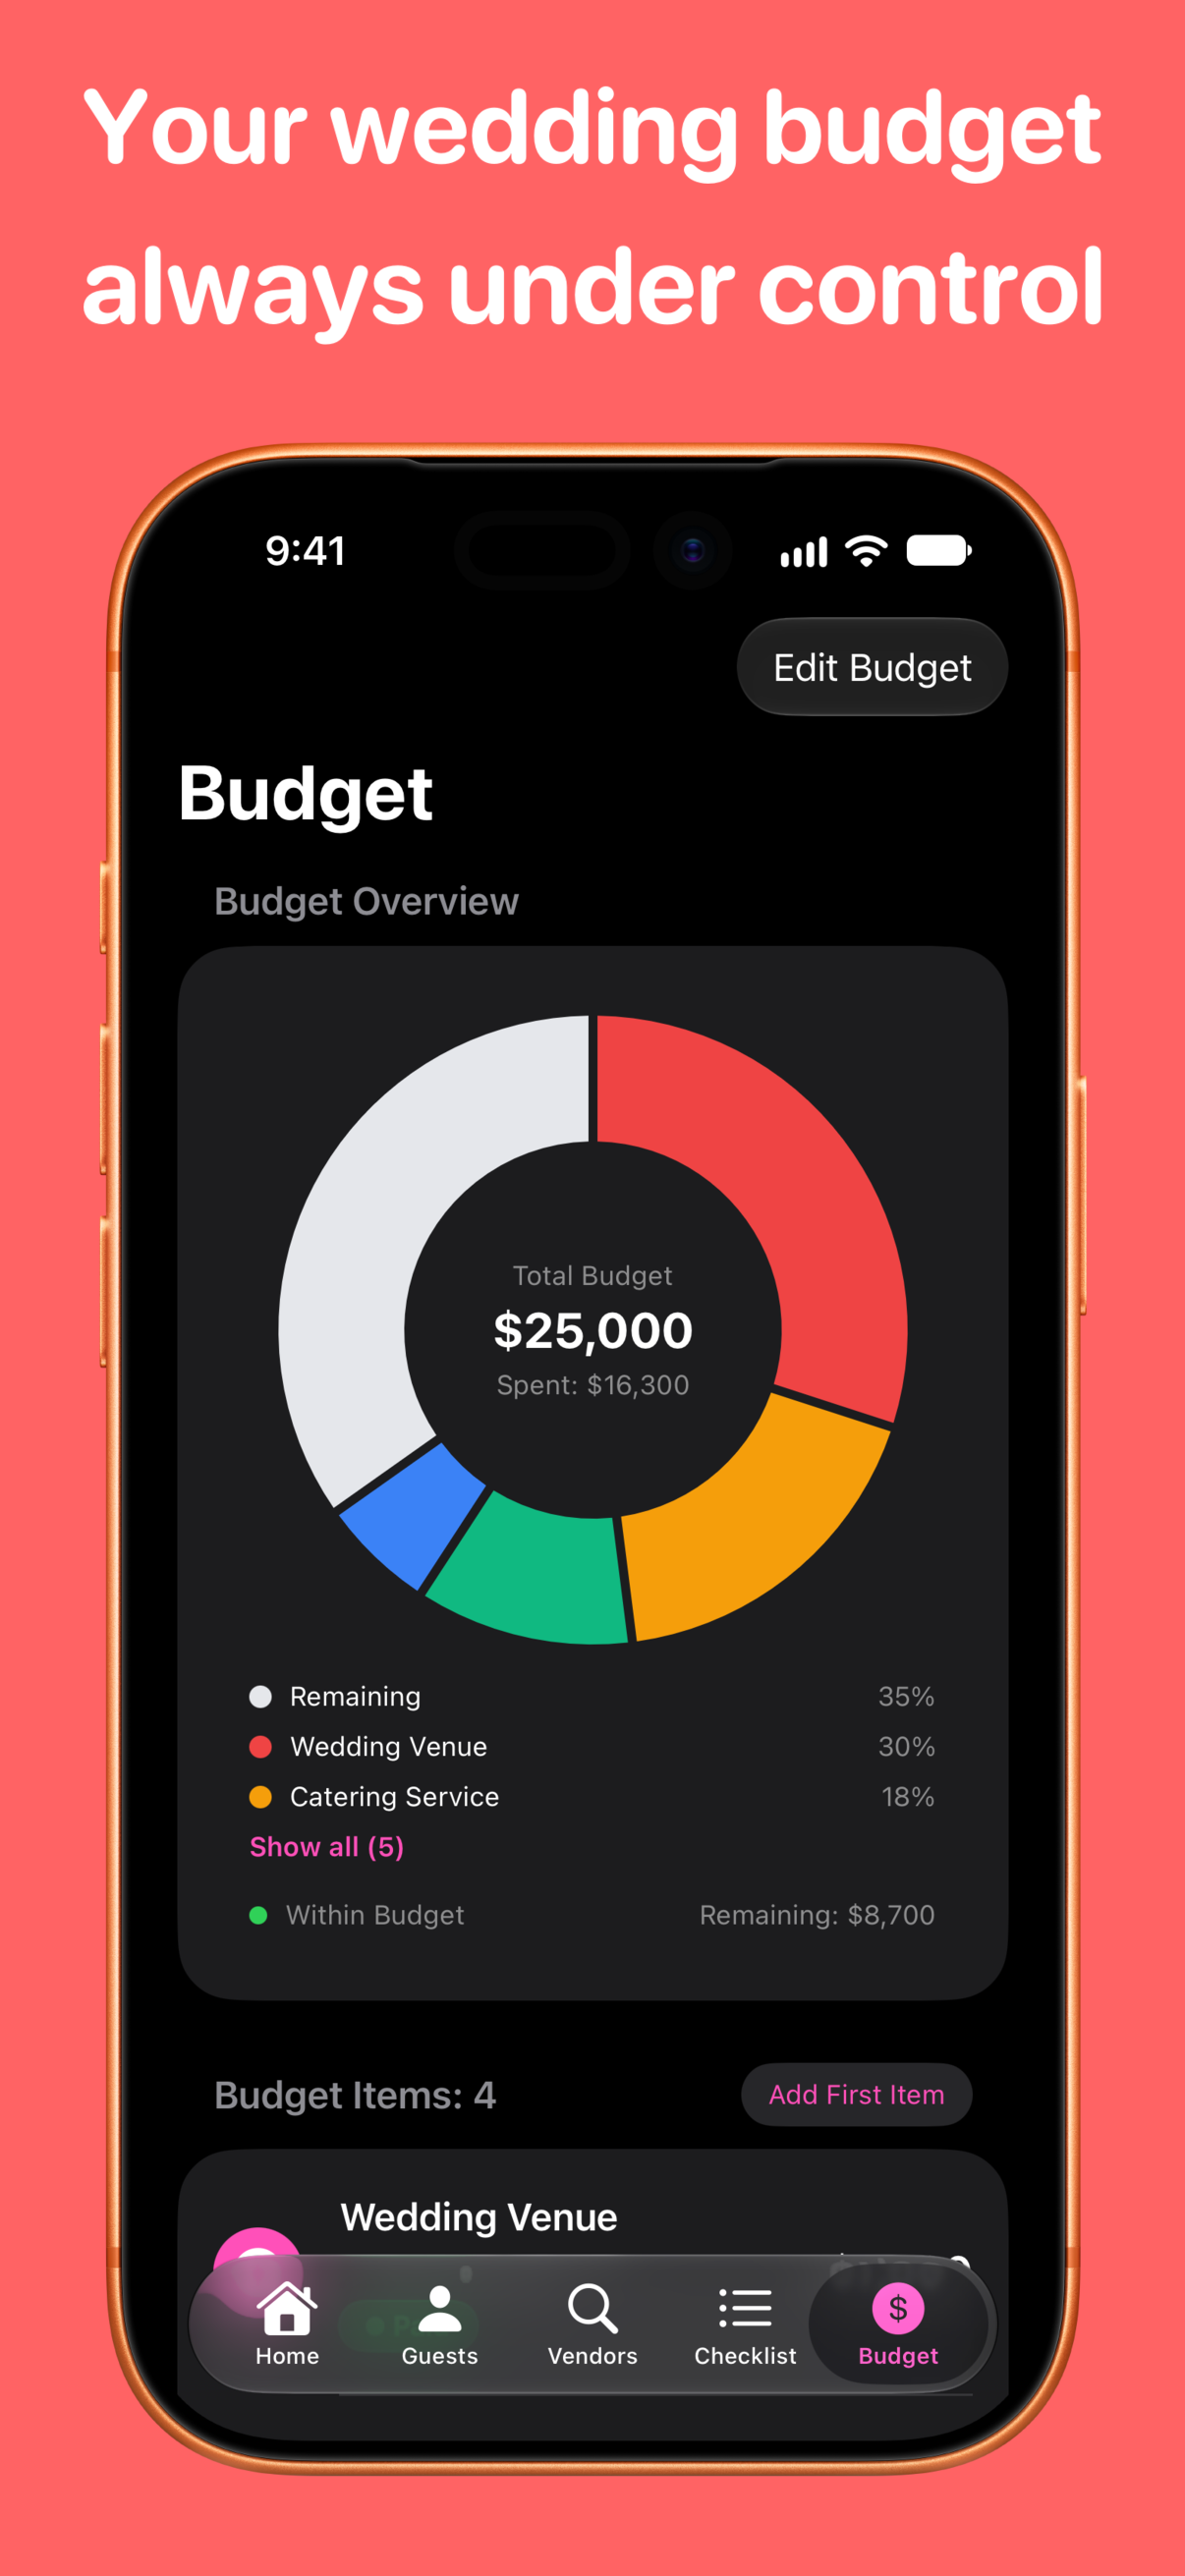 Your wedding budget
always under control
9:41
Edit Budget
Budget
Budget Overview
Total Budget
$25,000
Spent: $16,300
Remaining 35%
Wedding Venue 30%
Catering Service 18%
Show all (5)
Within Budget Remaining: $8,700
Budget Items: 4 Add First Item
Wedding Venue
$
Home Guests Vendors Checklist Budget